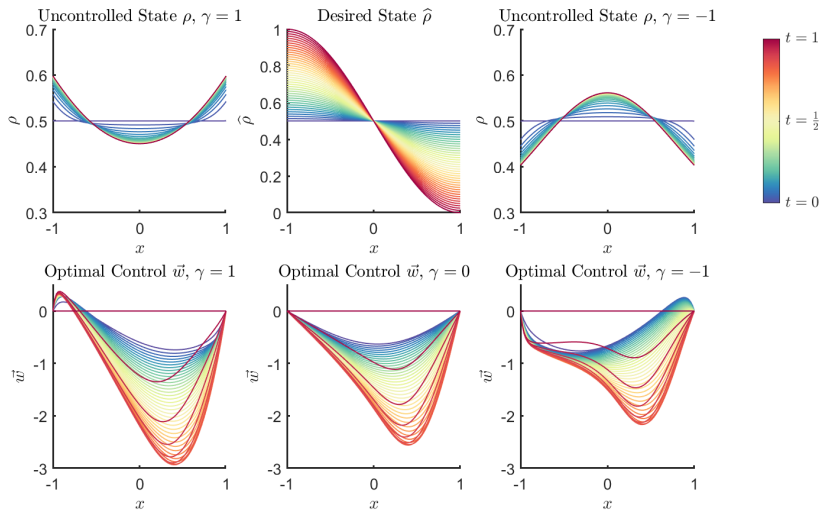 Uncontrolled State ρ, γ = 1
0.7
0.6
0.5
0.4
0.3
ρ
-1 0 1
x
Desired State ρ̂
1
0.8
0.6
0.4
0.2
0
ρ̂
-1 0 1
x
Uncontrolled State ρ, γ = −1
0.7
0.6
0.5
0.4
0.3
ρ
-1 0 1
x
t = 1
t = 1/2
t = 0
Optimal Control w⃗, γ = 1
0
-1
-2
-3
w⃗
-1 0 1
x
Optimal Control w⃗, γ = 0
0
-1
-2
-3
w⃗
-1 0 1
x
Optimal Control w⃗, γ = −1
0
-1
-2
-3
w⃗
-1 0 1
x